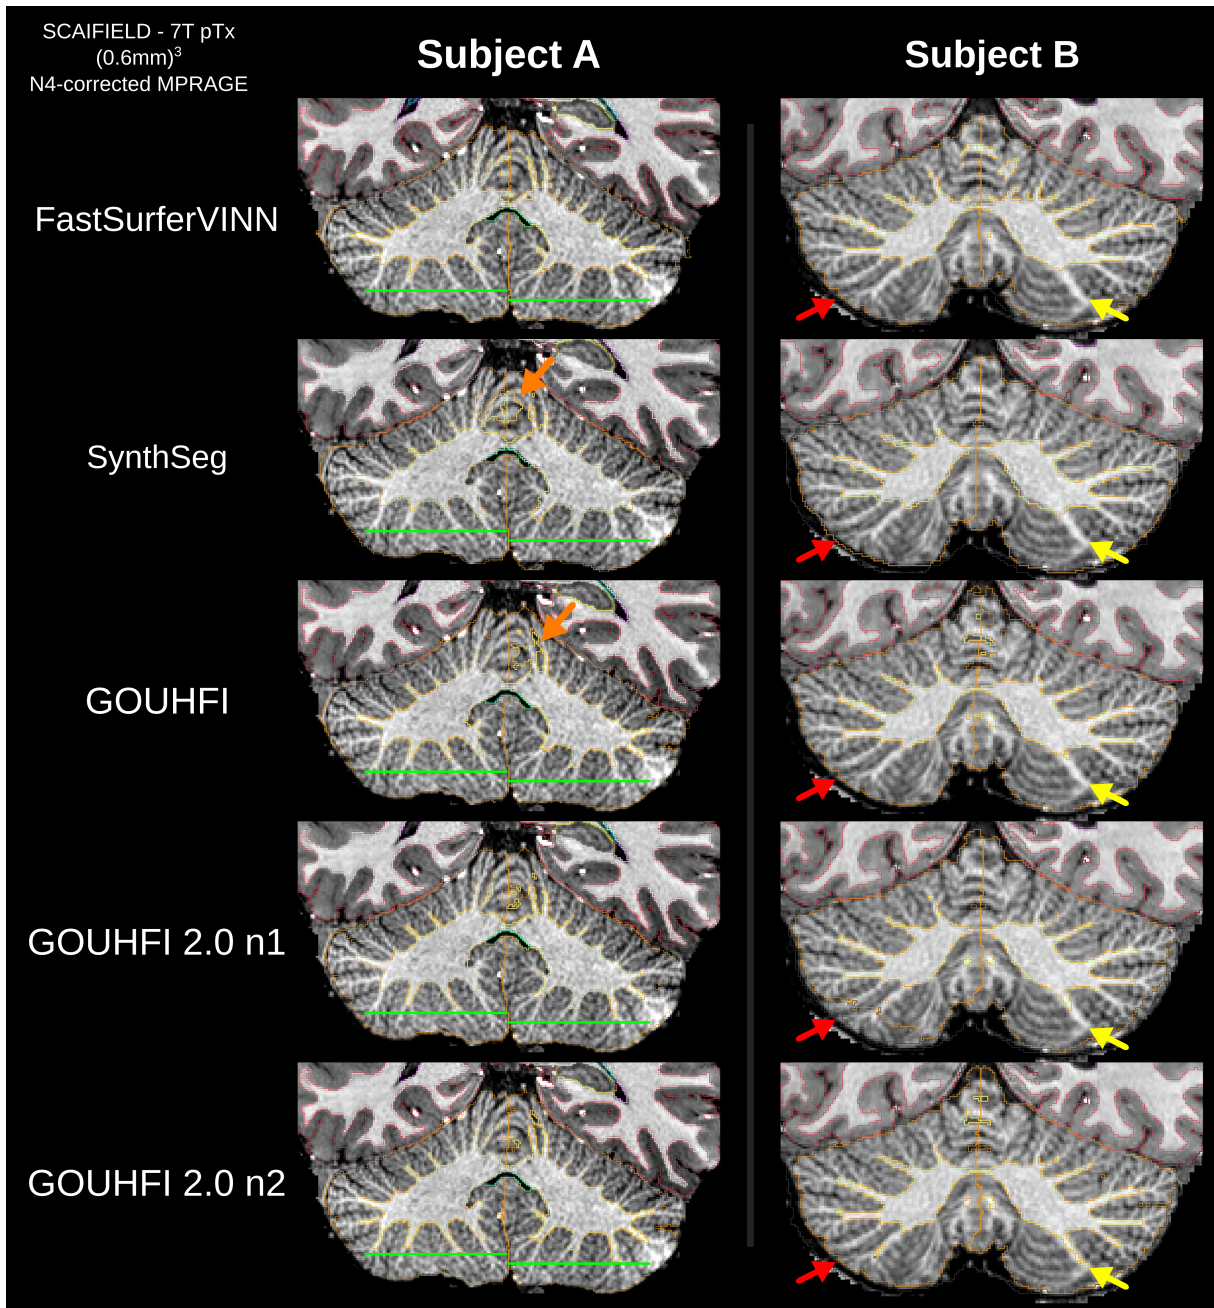 SCAIFIELD - 7T pTx
(0.6mm)³
N4-corrected MPRAGE
Subject A
Subject B
FastSurferVINN
SynthSeg
GOUHFI
GOUHFI 2.0 n1
GOUHFI 2.0 n2